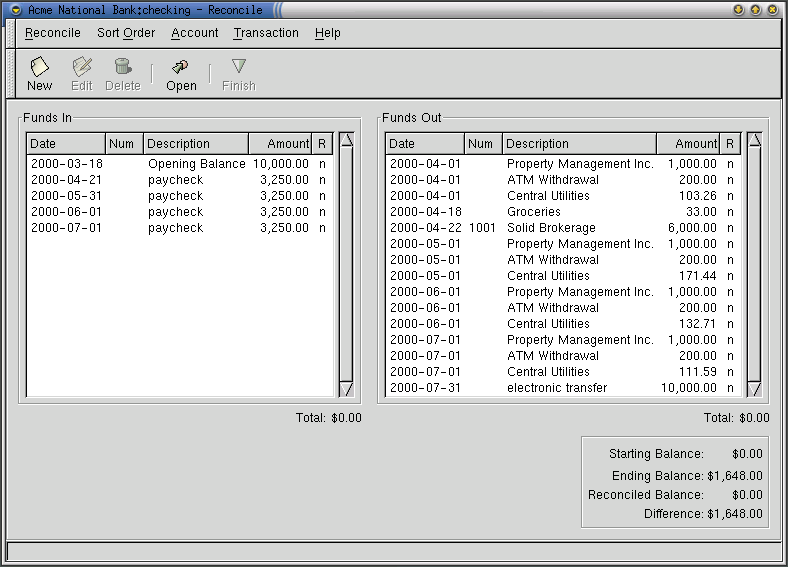 Acme National Bank:checking - Reconcile
Reconcile Sort Order Account Transaction Help
New Edit Delete Open Finish
Funds In
Date Num Description Amount R
2000-03-18 Opening Balance 10,000.00 n
2000-04-21 paycheck 3,250.00 n
2000-05-31 paycheck 3,250.00 n
2000-06-01 paycheck 3,250.00 n
2000-07-01 paycheck 3,250.00 n
Total: $0.00
Funds Out
Date Num Description Amount R
2000-04-01 Property Management Inc. 1,000.00 n
2000-04-01 ATM Withdrawal 200.00 n
2000-04-01 Central Utilities 103.26 n
2000-04-18 Groceries 33.00 n
2000-04-22 1001 Solid Brokerage 6,000.00 n
2000-05-01 Property Management Inc. 1,000.00 n
2000-05-01 ATM Withdrawal 200.00 n
2000-05-01 Central Utilities 171.44 n
2000-06-01 Property Management Inc. 1,000.00 n
2000-06-01 ATM Withdrawal 200.00 n
2000-06-01 Central Utilities 132.71 n
2000-07-01 Property Management Inc. 1,000.00 n
2000-07-01 ATM Withdrawal 200.00 n
2000-07-01 Central Utilities 111.59 n
2000-07-31 electronic transfer 10,000.00 n
Total: $0.00
Starting Balance: $0.00
Ending Balance: $1,648.00
Reconciled Balance: $0.00
Difference: $1,648.00